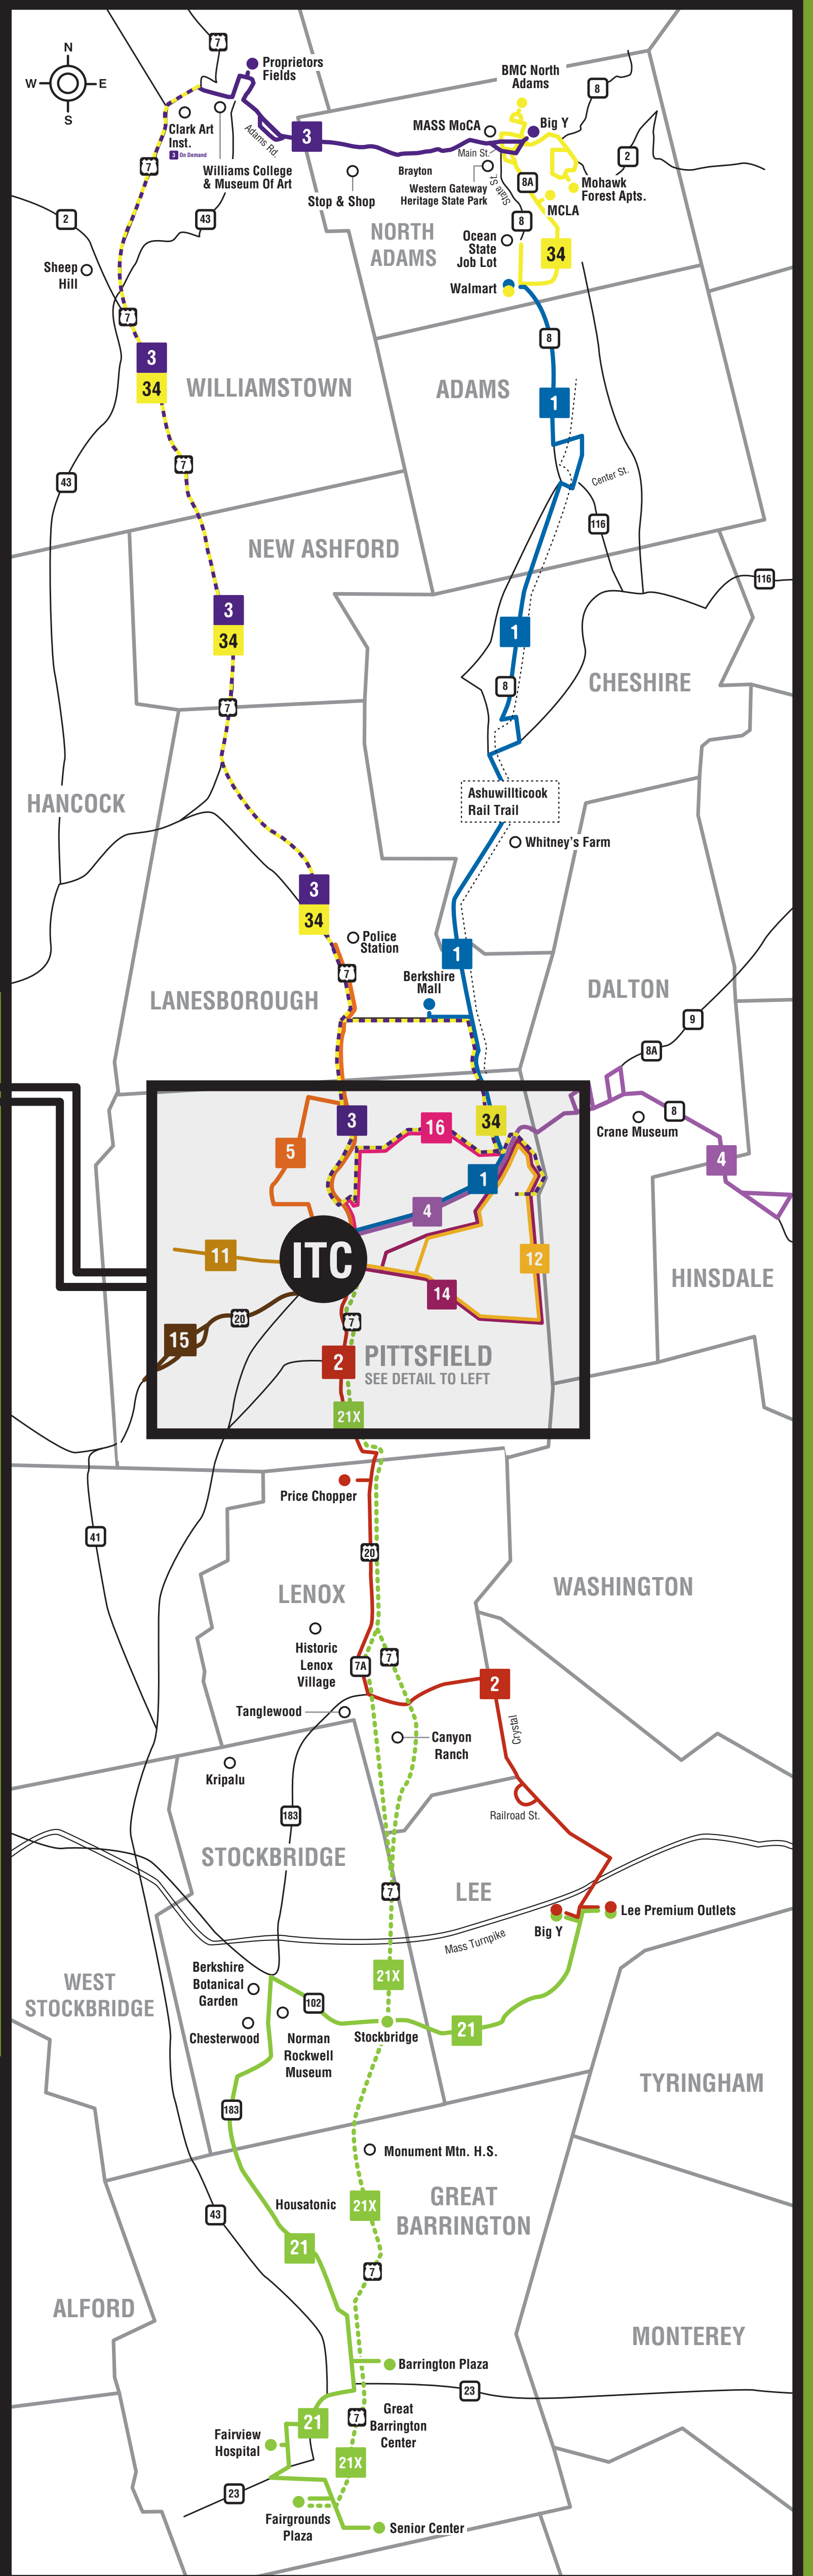 N
W
E
S
7
Proprietors
Fields
Clark Art
Inst.
3 On Demand
Adams Rd.
3
Williams College
& Museum Of Art
BMC North
Adams
8
MASS MoCA
Big Y
Main St.
2
Brayton
Western Gateway
Heritage State Park
State St.
8A
Mohawk
Forest Apts.
MCLA
Stop & Shop
7
2
43
8
NORTH
ADAMS
Ocean
State
Job Lot
34
Sheep
Hill
Walmart
7
8
3
34
WILLIAMSTOWN
ADAMS
1
7
43
Center St.
116
NEW ASHFORD
116
3
34
1
8
CHESHIRE
7
HANCOCK
Ashuwillticook
Rail Trail
Whitney's Farm
3
34
Police
Station
1
7
Berkshire
Mall
LANESBOROUGH
DALTON
9
8A
3
16
34
8
Crane Museum
5
4
1
4
11
ITC
12
HINSDALE
14
20
7
15
2
PITTSFIELD
SEE DETAIL TO LEFT
21X
Price Chopper
41
20
LENOX
WASHINGTON
Historic
Lenox
Village
7
7A
2
Tanglewood
Crystal
Canyon
Ranch
Kripalu
183
Railroad St.
STOCKBRIDGE
7
LEE
Lee Premium Outlets
Big Y
Mass Turnpike
Berkshire
Botanical
Garden
21X
WEST
STOCKBRIDGE
102
Chesterwood
Norman
Rockwell
Museum
Stockbridge
21
TYRINGHAM
183
Monument Mtn. H.S.
Housatonic
21X
GREAT
BARRINGTON
43
21
7
ALFORD
MONTEREY
Barrington Plaza
23
21
7
Great
Barrington
Center
Fairview
Hospital
21X
23
Fairgrounds
Plaza
Senior Center